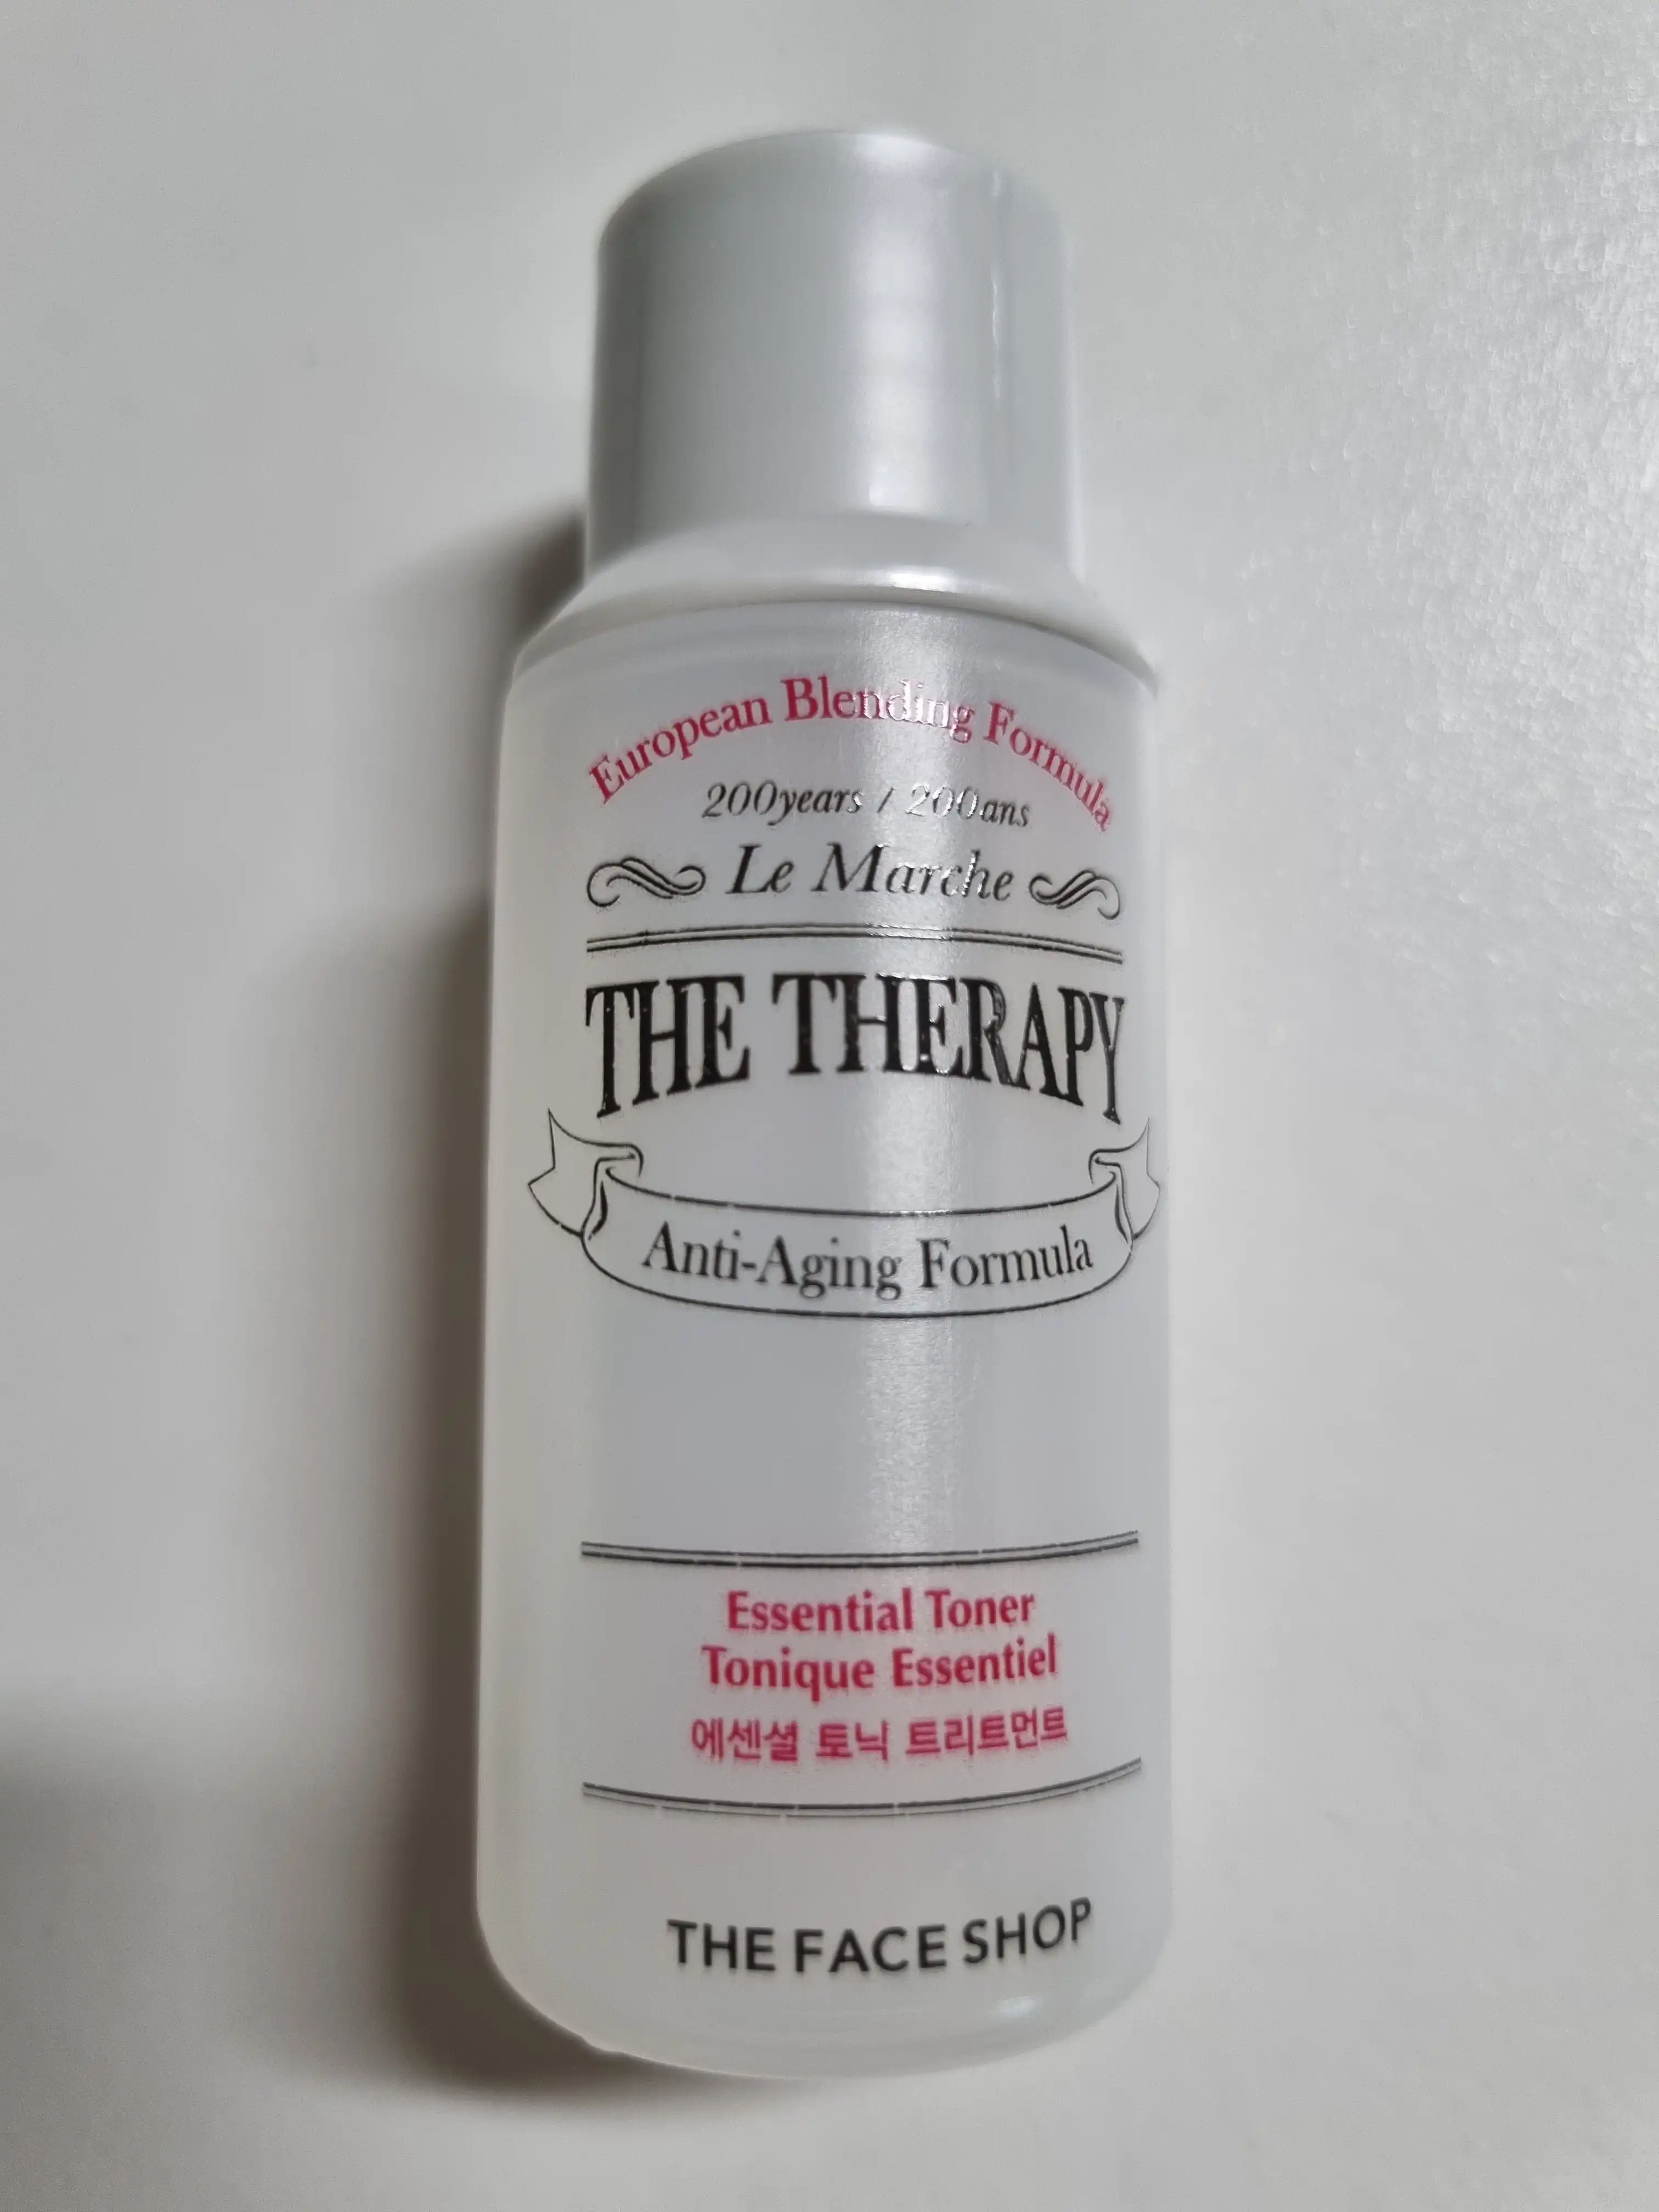 European Blending Formula
200years / 200ans
Le Marche
THE THERAPY
Anti-Aging Formula
Essential Toner
Tonique Essentiel
에센셜 토닉 트리트먼트
THE FACE SHOP